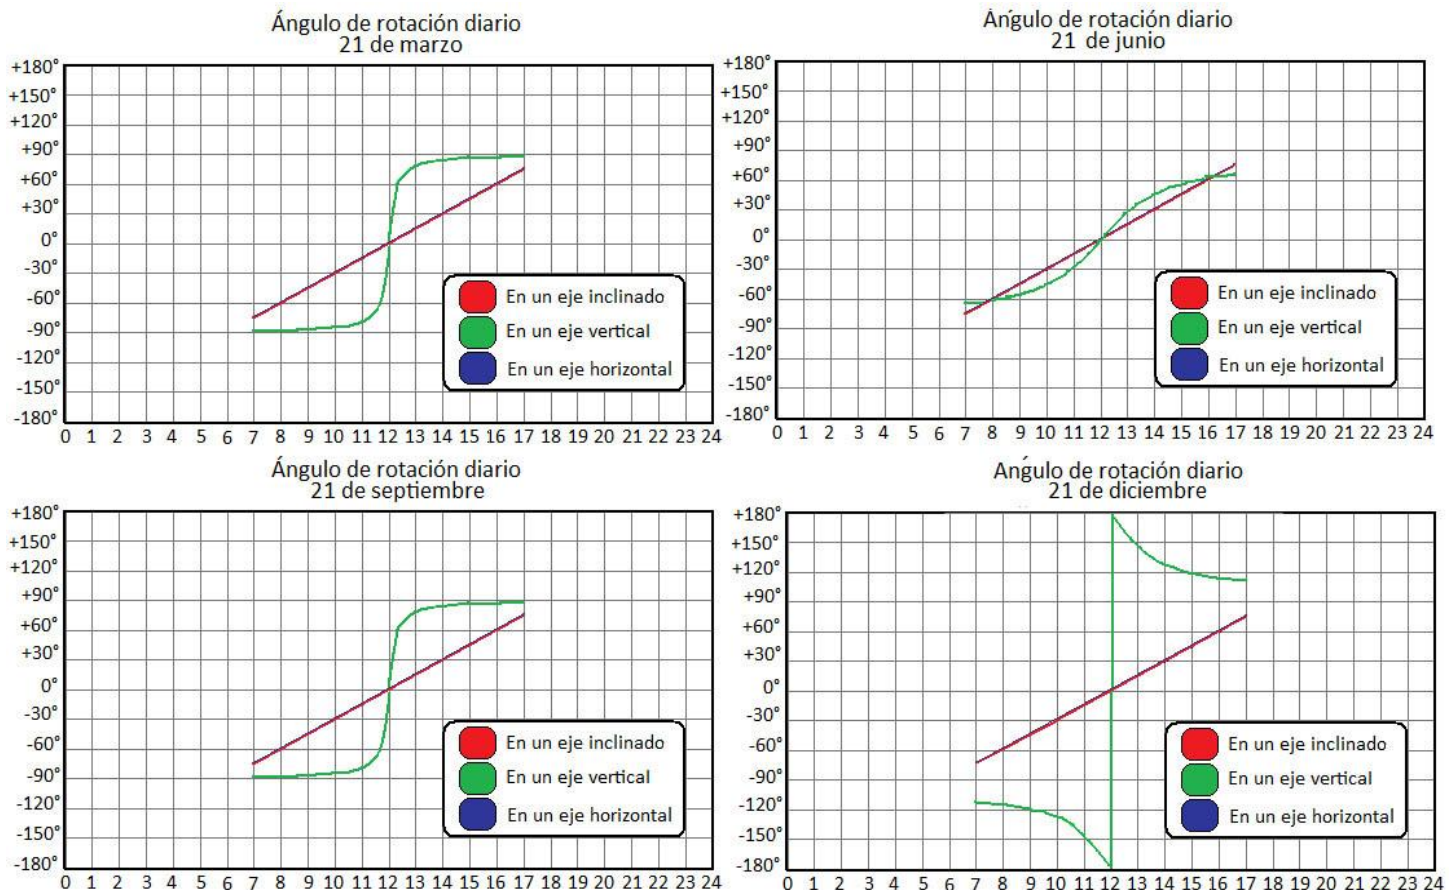 Ángulo de rotación diario
21 de marzo
+180°
+150°
+120°
+90°
+60°
+30°
0°
-30°
-60°
-90°
-120°
-150°
-180°
0 1 2 3 4 5 6 7 8 9 10 11 12 13 14 15 16 17 18 19 20 21 22 23 24
En un eje inclinado
En un eje vertical
En un eje horizontal
Ángulo de rotación diario
21 de junio
+180°
+150°
+120°
+90°
+60°
+30°
0°
-30°
-60°
-90°
-120°
-150°
-180°
0 1 2 3 4 5 6 7 8 9 10 11 12 13 14 15 16 17 18 19 20 21 22 23 24
En un eje inclinado
En un eje vertical
En un eje horizontal
Ángulo de rotación diario
21 de septiembre
+180°
+150°
+120°
+90°
+60°
+30°
0°
-30°
-60°
-90°
-120°
-150°
-180°
0 1 2 3 4 5 6 7 8 9 10 11 12 13 14 15 16 17 18 19 20 21 22 23 24
En un eje inclinado
En un eje vertical
En un eje horizontal
Ángulo de rotación diario
21 de diciembre
+180°
+150°
+120°
+90°
+60°
+30°
0°
-30°
-60°
-90°
-120°
-150°
-180°
0 1 2 3 4 5 6 7 8 9 10 11 12 13 14 15 16 17 18 19 20 21 22 23 24
En un eje inclinado
En un eje vertical
En un eje horizontal